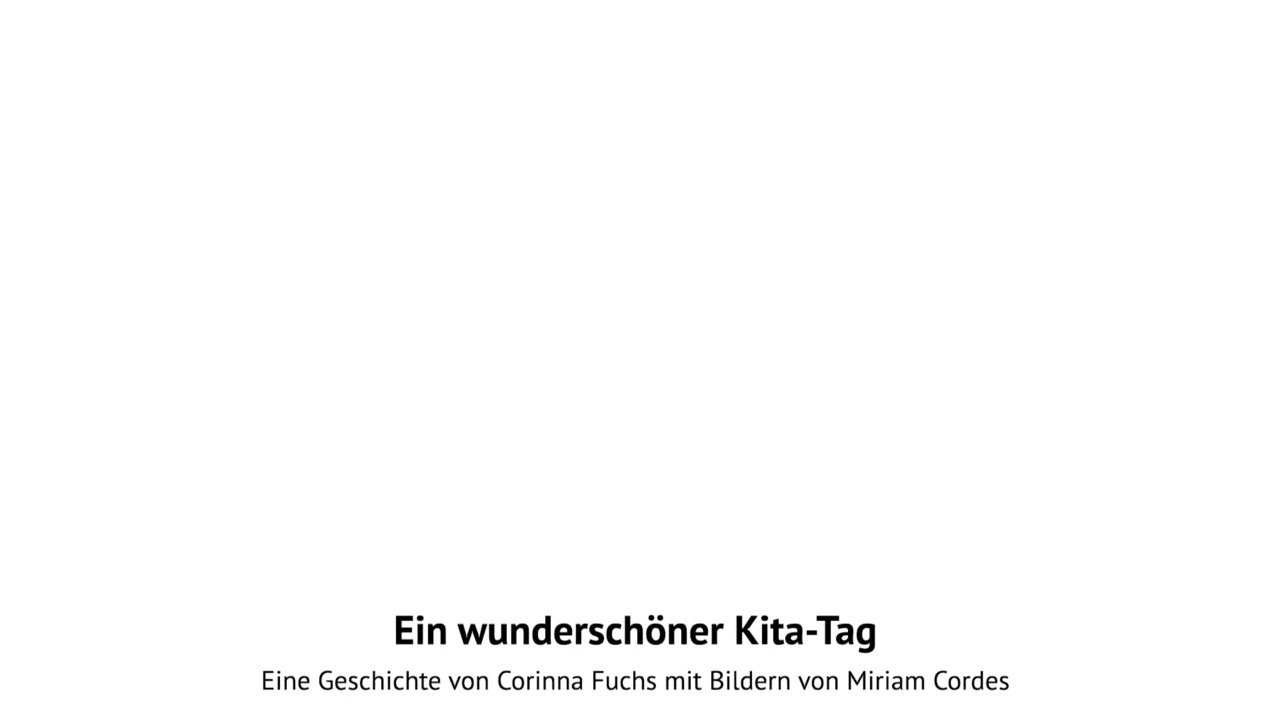 Ein wunderschöner Kita-Tag
Eine Geschichte von Corinna Fuchs mit Bildern von Miriam Cordes